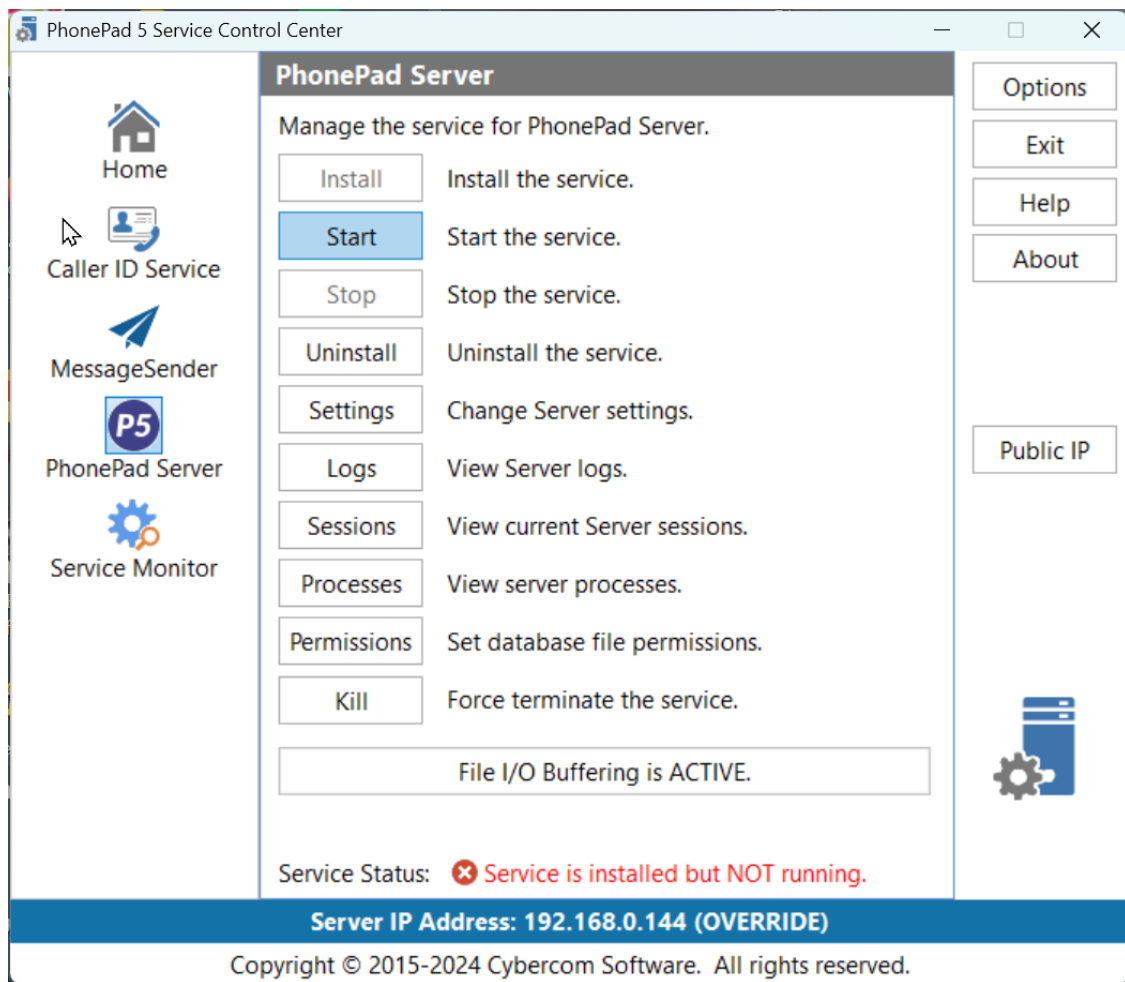 PhonePad 5 Service Control Center
Home
Caller ID Service
MessageSender
P5
PhonePad Server
Service Monitor
PhonePad Server
Manage the service for PhonePad Server.
Install Install the service.
Start Start the service.
Stop Stop the service.
Uninstall Uninstall the service.
Settings Change Server settings.
Logs View Server logs.
Sessions View current Server sessions.
Processes View server processes.
Permissions Set database file permissions.
Kill Force terminate the service.
File I/O Buffering is ACTIVE.
Service Status: Service is installed but NOT running.
Options
Exit
Help
About
Public IP
Server IP Address: 192.168.0.144 (OVERRIDE)
Copyright © 2015-2024 Cybercom Software. All rights reserved.